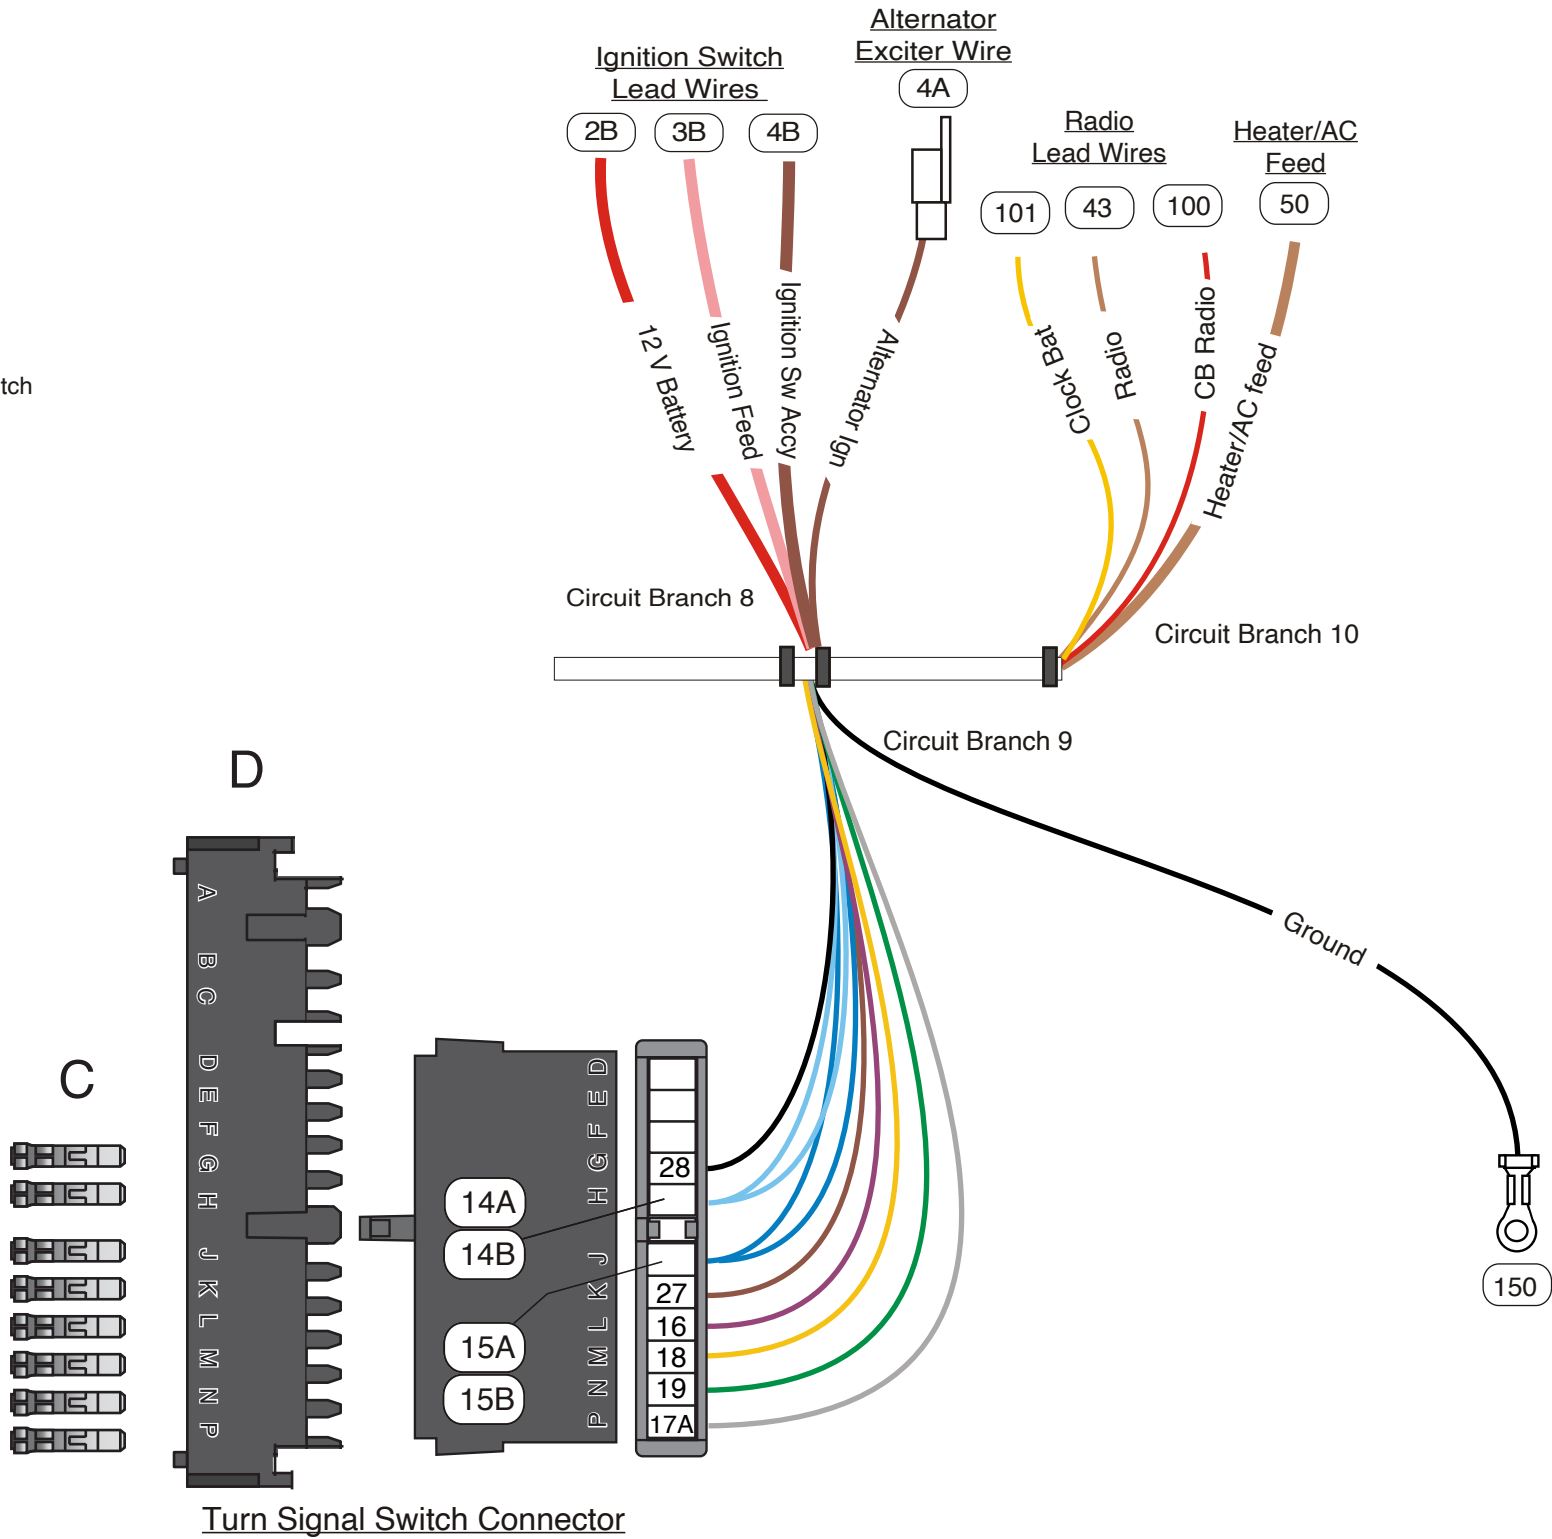 Alternator
Exciter Wire
4A
Ignition Switch
Lead Wires
2B
3B
4B
Radio
Lead Wires
101
43
100
Heater/AC
Feed
50
12 V Battery
Ignition Feed
Ignition Sw Accy
Alternator Ign
Clock Bat
Radio
CB Radio
Heater/AC feed
tch
Circuit Branch 8
Circuit Branch 10
Circuit Branch 9
Ground
150
D
A
B
C
D
E
F
G
H
J
K
L
M
N
P
C
D
E
F
G
H
J
K
L
M
N
P
14A
14B
15A
15B
28
27
16
18
19
17A
Turn Signal Switch Connector